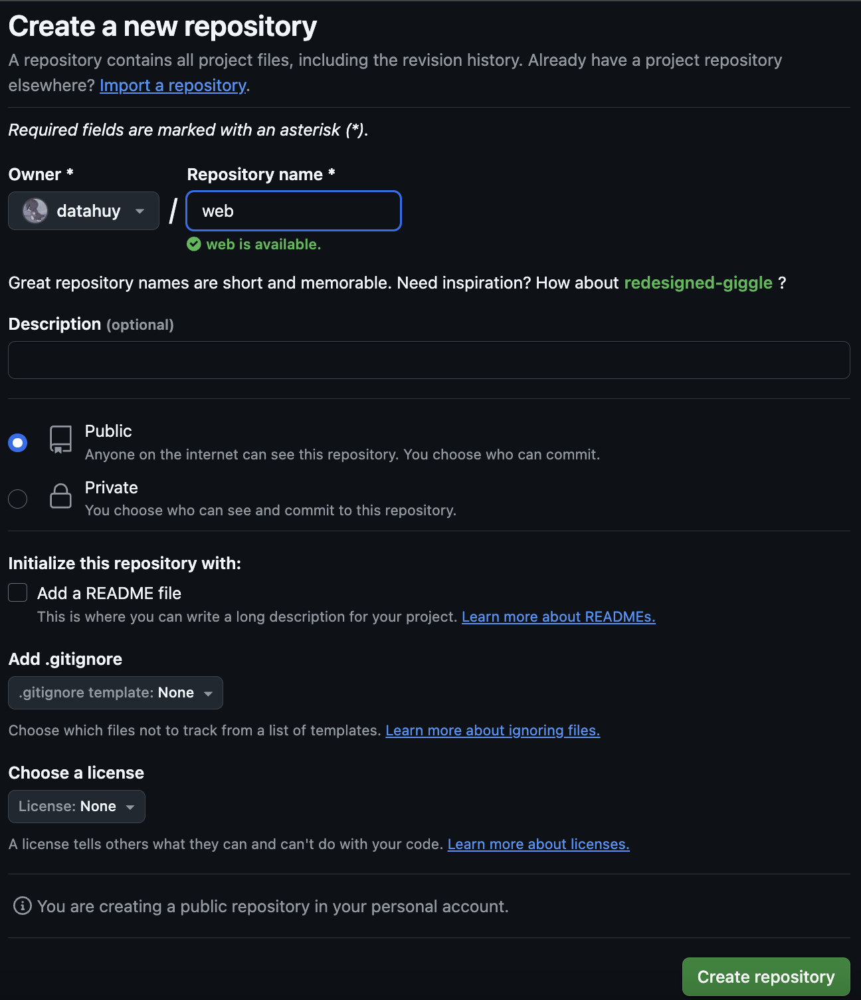 Create a new repository
A repository contains all project files, including the revision history. Already have a project repository
elsewhere? Import a repository.
Required fields are marked with an asterisk (*).
Owner *
Repository name *
datahuy
/
web
web is available.
Great repository names are short and memorable. Need inspiration? How about redesigned-giggle ?
Description (optional)
Public
Anyone on the internet can see this repository. You choose who can commit.
Private
You choose who can see and commit to this repository.
Initialize this repository with:
Add a README file
This is where you can write a long description for your project. Learn more about READMEs.
Add .gitignore
.gitignore template: None
Choose which files not to track from a list of templates. Learn more about ignoring files.
Choose a license
License: None
A license tells others what they can and can't do with your code. Learn more about licenses.
You are creating a public repository in your personal account.
Create repository